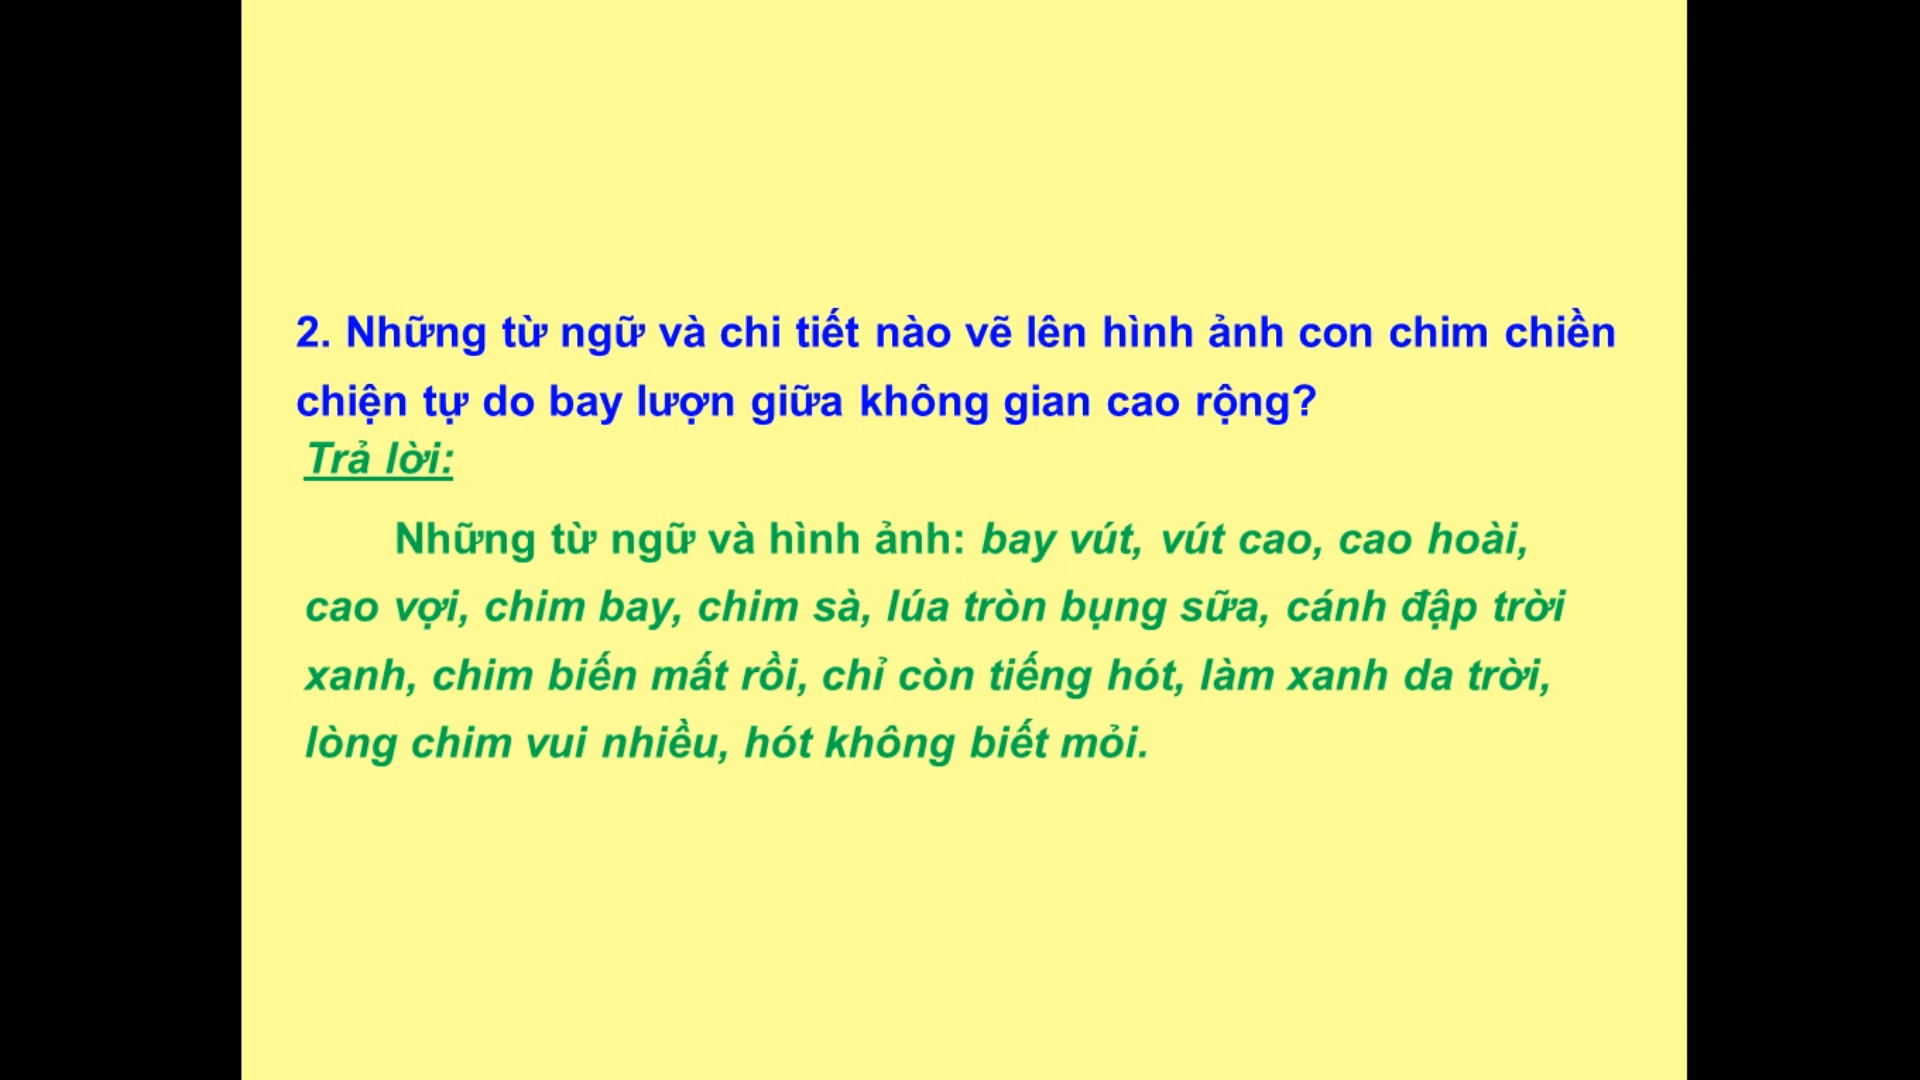 2. Những từ ngữ và chi tiết nào vẽ lên hình ảnh con chim chiền
chiện tự do bay lượn giữa không gian cao rộng?
Trả lời:
Những từ ngữ và hình ảnh: bay vút, vút cao, cao hoài,
cao vợi, chim bay, chim sà, lúa tròn bụng sữa, cánh đập trời
xanh, chim biến mất rồi, chỉ còn tiếng hót, làm xanh da trời,
lòng chim vui nhiều, hót không biết mỏi.